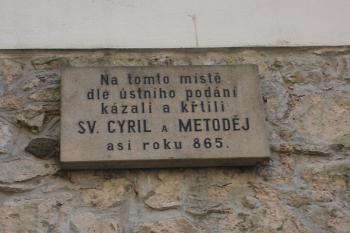 Na tomto místě
dle ústního podání
kázali a křtili
SV. CYRIL A METODĚJ
asi roku 865.